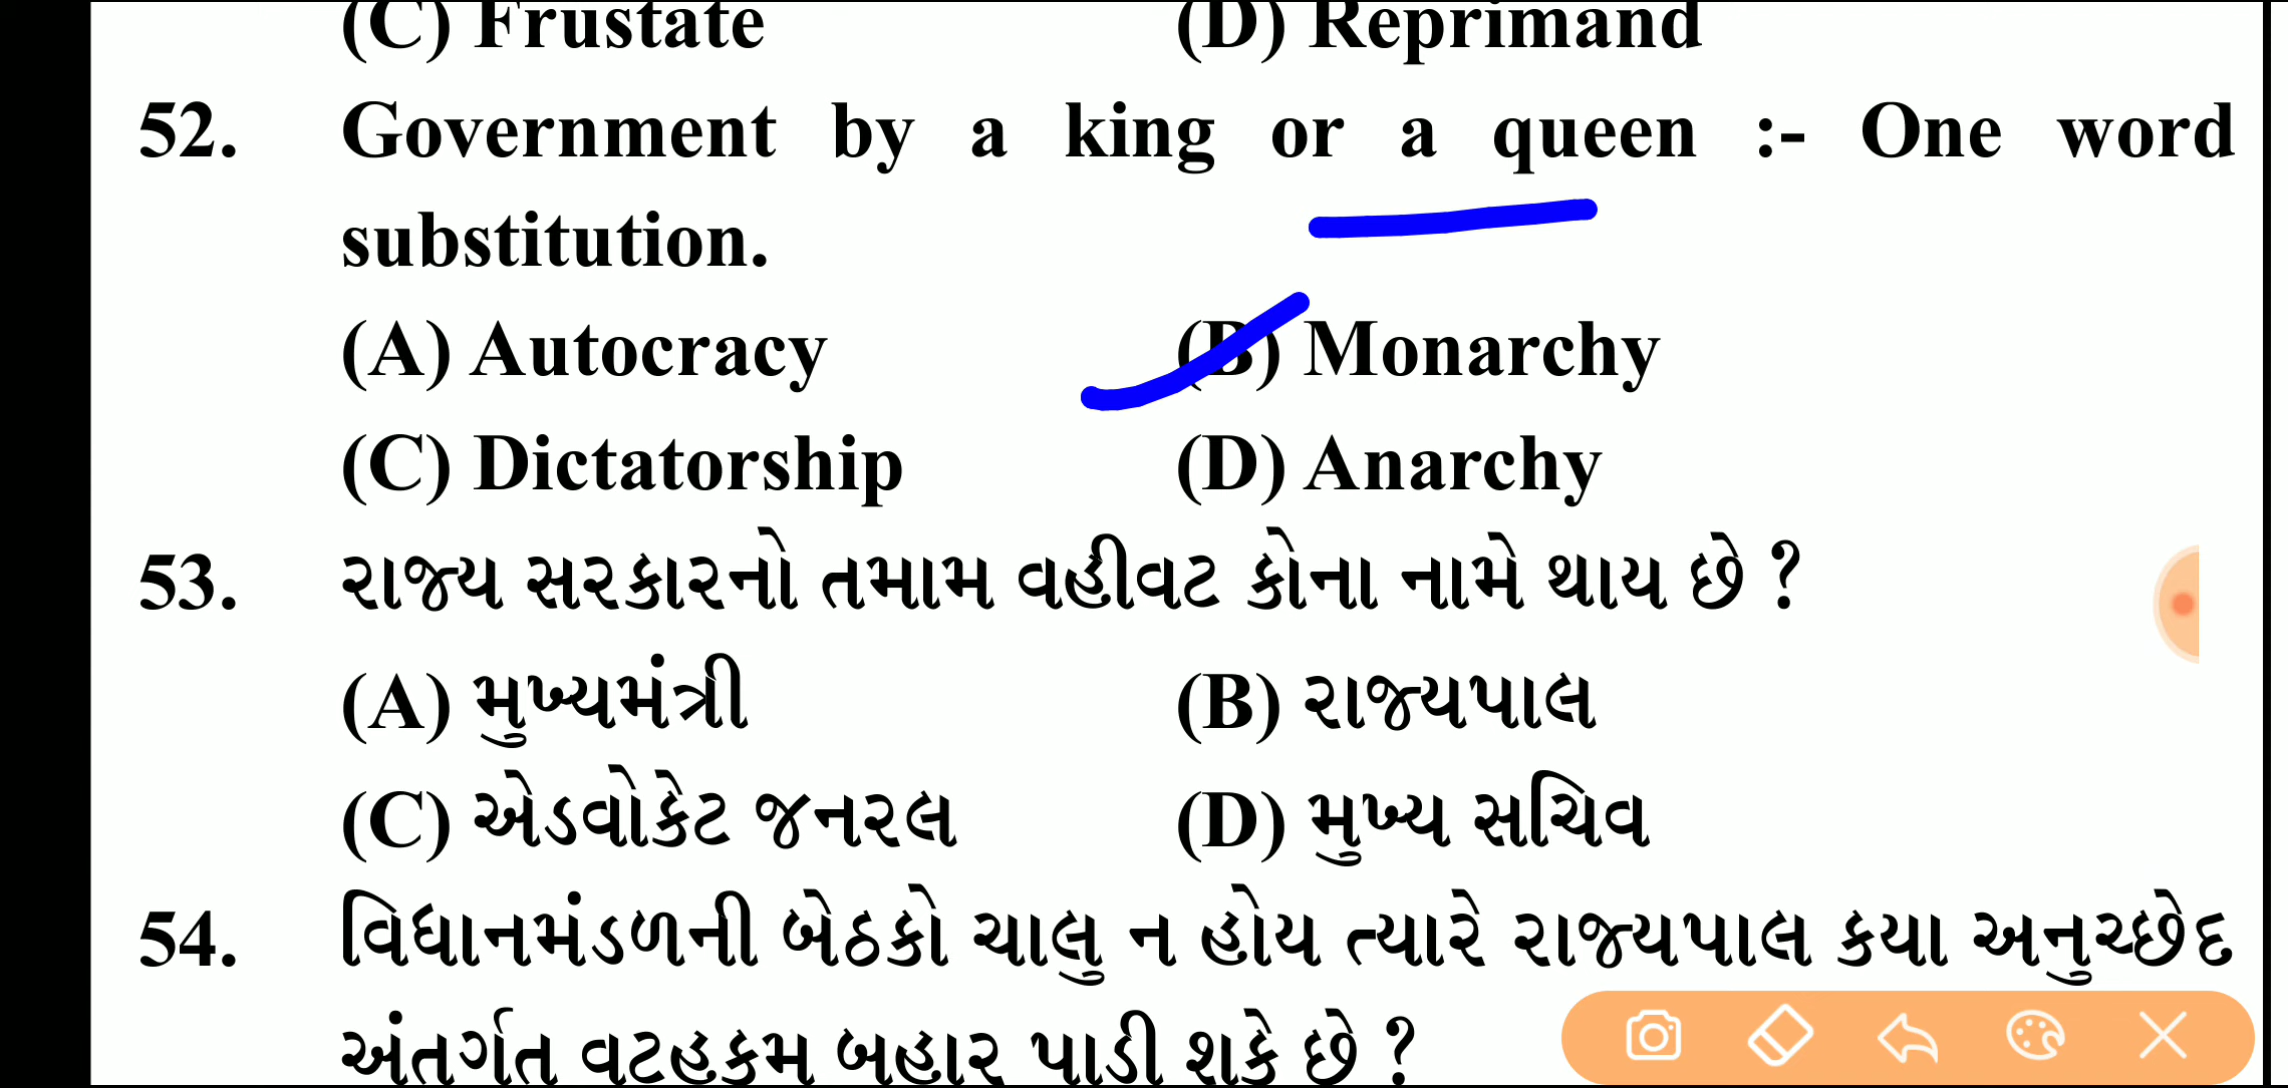 (C) Frustate (D) Reprimand
52. Government by a king or a queen :- One word
substitution.
(A) Autocracy (B) Monarchy
(C) Dictatorship (D) Anarchy
53. રાજ્ય સરકારનો તમામ વહીવટ કોના નામે થાય છે ?
(A) મુખ્યમંત્રી (B) રાજ્યપાલ
(C) એડવોકેટ જનરલ (D) મુખ્ય સચિવ
54. વિધાનમંડળની બેઠકો ચાલુ ન હોય ત્યારે રાજ્યપાલ કયા અનુચ્છેદ
અંતર્ગત વટહુકમ બહાર પાડી શકે છે ?